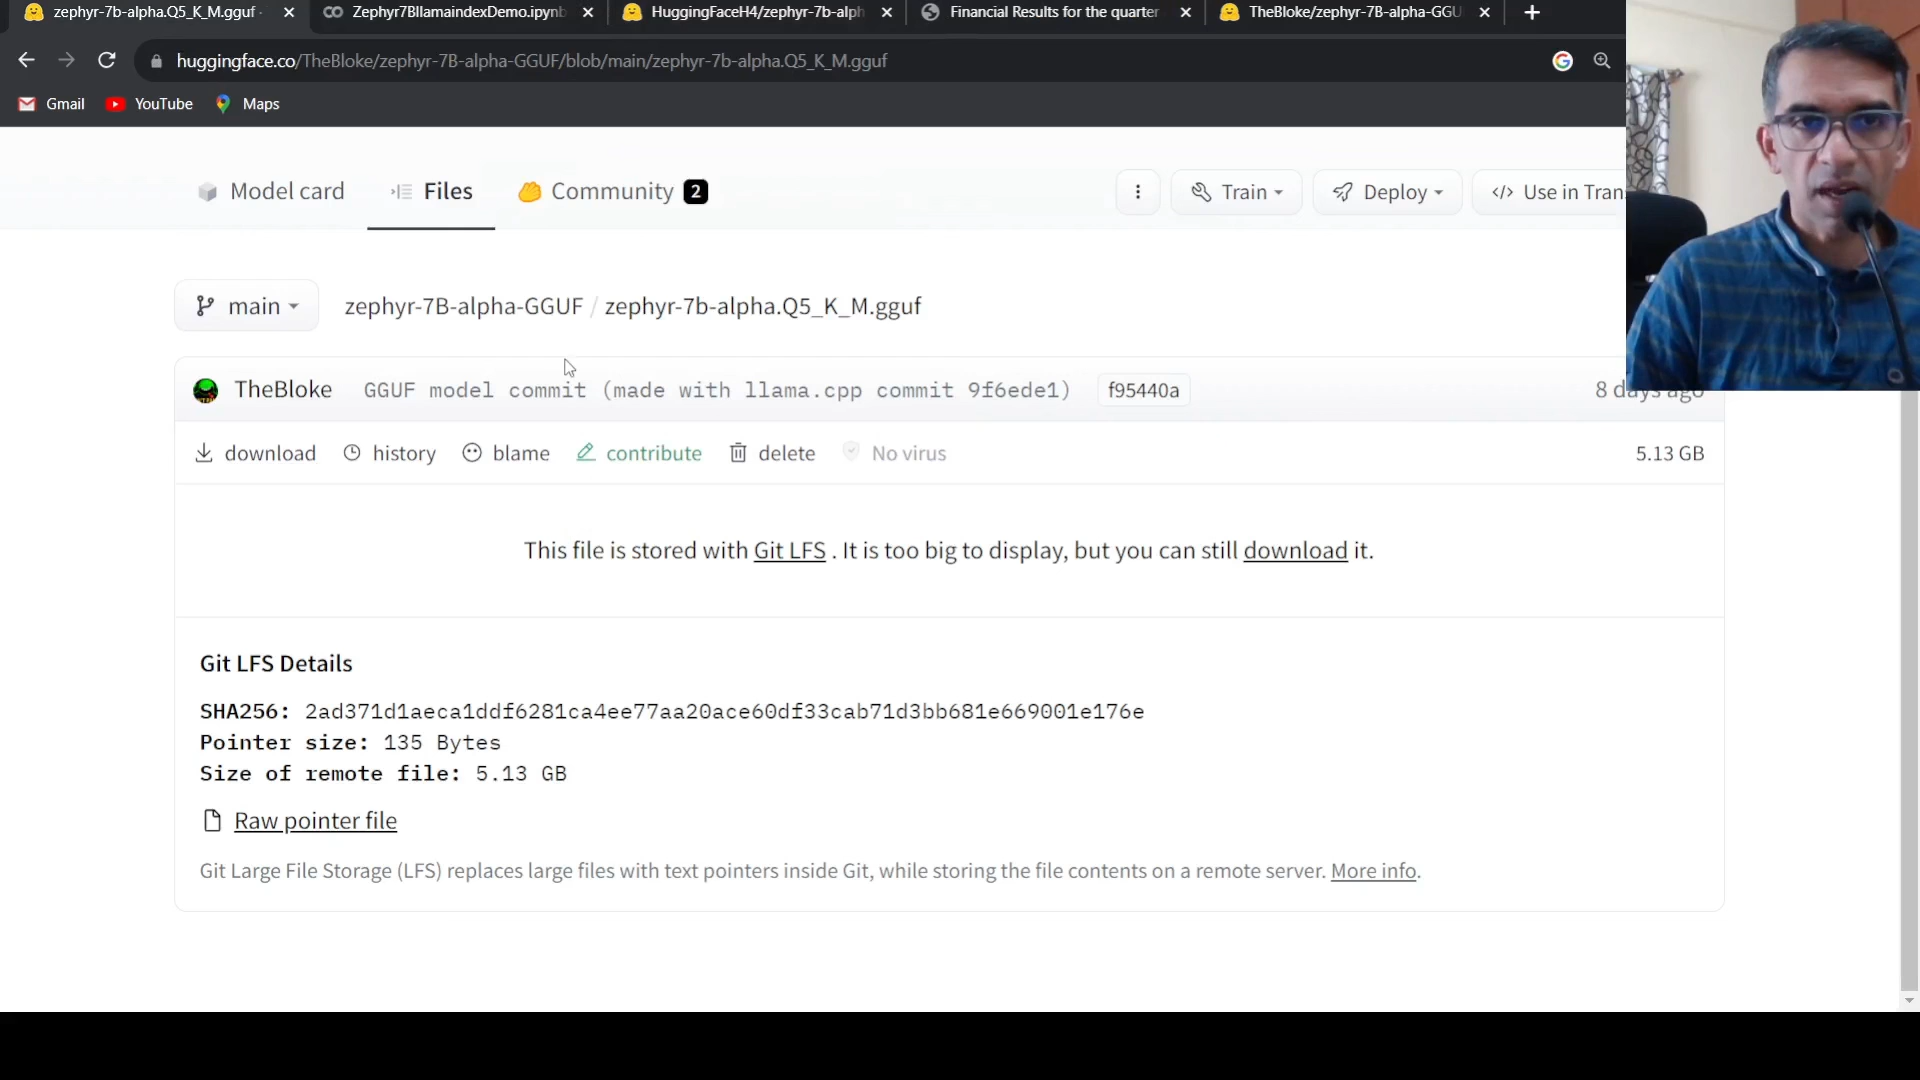 zephyr-7b-alpha.Q5_K_M.gguf
Zephyr7BllamaindexDemo.ipynb
HuggingFaceH4/zephyr-7b-alph
Financial Results for the quarter
TheBloke/zephyr-7B-alpha-GGU
huggingface.co/TheBloke/zephyr-7B-alpha-GGUF/blob/main/zephyr-7b-alpha.Q5_K_M.gguf
Gmail YouTube Maps
Model card Files Community 2 Train Deploy </> Use in Tran
main zephyr-7B-alpha-GGUF / zephyr-7b-alpha.Q5_K_M.gguf
TheBloke GGUF model commit (made with llama.cpp commit 9f6ede1) f95440a 8 days ago
download history blame contribute delete No virus 5.13 GB
This file is stored with Git LFS . It is too big to display, but you can still download it.
Git LFS Details
SHA256: 2ad371d1aeca1ddf6281ca4ee77aa20ace60df33cab71d3bb681e669001e176e
Pointer size: 135 Bytes
Size of remote file: 5.13 GB
Raw pointer file
Git Large File Storage (LFS) replaces large files with text pointers inside Git, while storing the file contents on a remote server. More info.